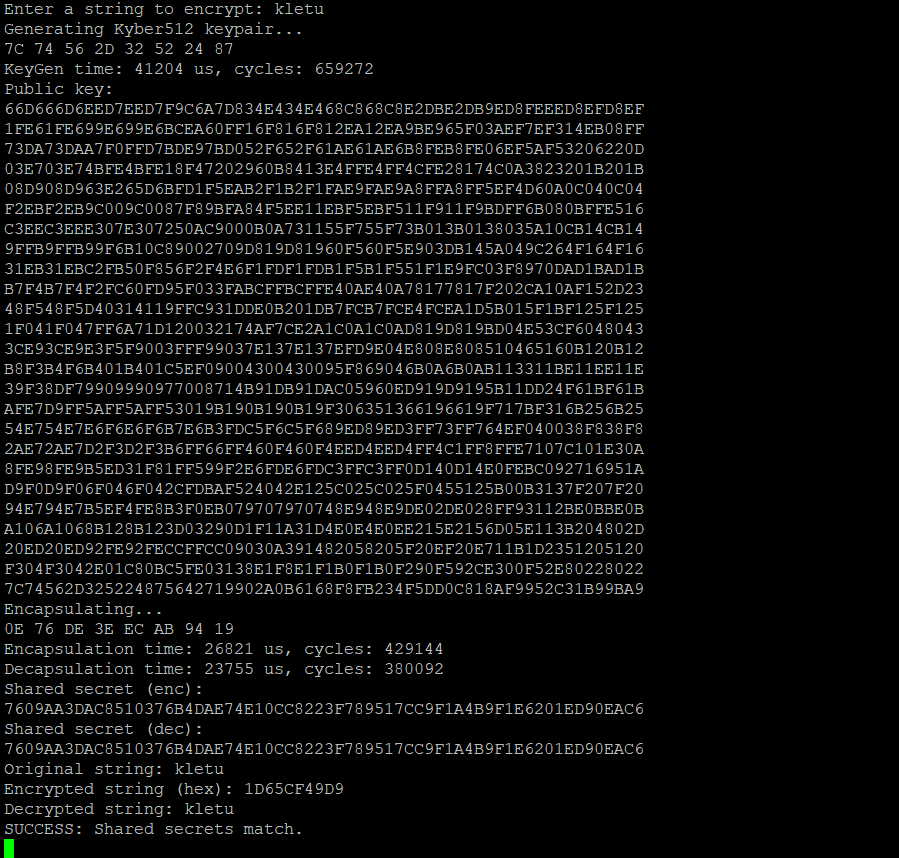 Enter a string to encrypt: kletu
Generating Kyber512 keypair...
7C 74 56 2D 32 52 24 87
KeyGen time: 41204 us, cycles: 659272
Public key:
66D666D6EED7EED7F9C6A7D834E434E468C868C8E2DBE2DB9ED8FEEED8EFD8EF
1FE61FE699E699E6BCEA60FF16F816F812EA12EA9BE965F03AEF7EF314EB08FF
73DA73DAA7F0FFD7BDE97BD052F652F61AE61AE6B8FEB8FE06EF5AF53206220D
03E703E74BFE4BFE18F47202960B8413E4FFE4FF4CFE28174C0A3823201B201B
08D908D963E265D6BFD1F5EAB2F1B2F1FAE9FAE9A8FFA8FF5EF4D60A0C040C04
F2EBF2EB9C009C0087F89BFA84F5EE11EBF5EBF511F911F9BDFF6B080BFFE516
C3EEC3EEE307E307250AC9000B0A731155F755F73B013B0138035A10CB14CB14
9FFB9FFB99F6B10C89002709D819D81960F560F5E903DB145A049C264F164F16
31EB31EBC2FB50F856F2F4E6F1FDF1FDB1F5B1F551F1E9FC03F8970DAD1BAD1B
B7F4B7F4F2FC60FD95F033FABCFFBCFFE40AE40A78177817F202CA10AF152D23
48F548F5D40314119FFC931DDE0B201DB7FCB7FCE4FCEA1D5B015F1BF125F125
1F041F047FF6A71D120032174AF7CE2A1C0A1C0AD819D819BD04E53CF6048043
3CE93CE9E3F5F9003FFF99037E137E137EFD9E04E808E808510465160B120B12
B8F3B4F6B401B401C5EF09004300430095F869046B0A6B0AB113311BE11EE11E
39F38DF79909990977008714B91DB91DAC05960ED919D9195B11DD24F61BF61B
AFE7D9FF5AFF5AFF53019B190B190B19F306351366196619F717BF316B256B25
54E754E7E6F6E6F6B7E6B3FDC5F6C5F689ED89ED3FF73FF764EF040038F838F8
2AE72AE7D2F3D2F3B6FF66FF460F460F4EED4EED4FF4C1FF8FFE7107C101E30A
8FE98FE9B5ED31F81FF599F2E6FDE6FDC3FFC3FF0D140D14E0FEBC092716951A
D9F0D9F06F046F042CFDBAF524042E125C025C025F0455125B00B3137F207F20
94E794E7B5EF4FE8B3F0EB079707970748E948E9DE02DE028FF93112BE0BBE0B
A106A1068B128B123D03290D1F11A31D4E0E4E0EE215E2156D05E113B204802D
20ED20ED92FE92FECCFFCC09030A391482058205F20EF20E711B1D2351205120
F304F3042E01C80BC5FE03138E1F8E1F1B0F1B0F290F592CE300F52E80228022
7C74562D325224875642719902A0B6168F8FB234F5DD0C818AF9952C31B99BA9
Encapsulating...
0E 76 DE 3E EC AB 94 19
Encapsulation time: 26821 us, cycles: 429144
Decapsulation time: 23755 us, cycles: 380092
Shared secret (enc):
7609AA3DAC8510376B4DAE74E10CC8223F789517CC9F1A4B9F1E6201ED90EAC6
Shared secret (dec):
7609AA3DAC8510376B4DAE74E10CC8223F789517CC9F1A4B9F1E6201ED90EAC6
Original string: kletu
Encrypted string (hex): 1D65CF49D9
Decrypted string: kletu
SUCCESS: Shared secrets match.